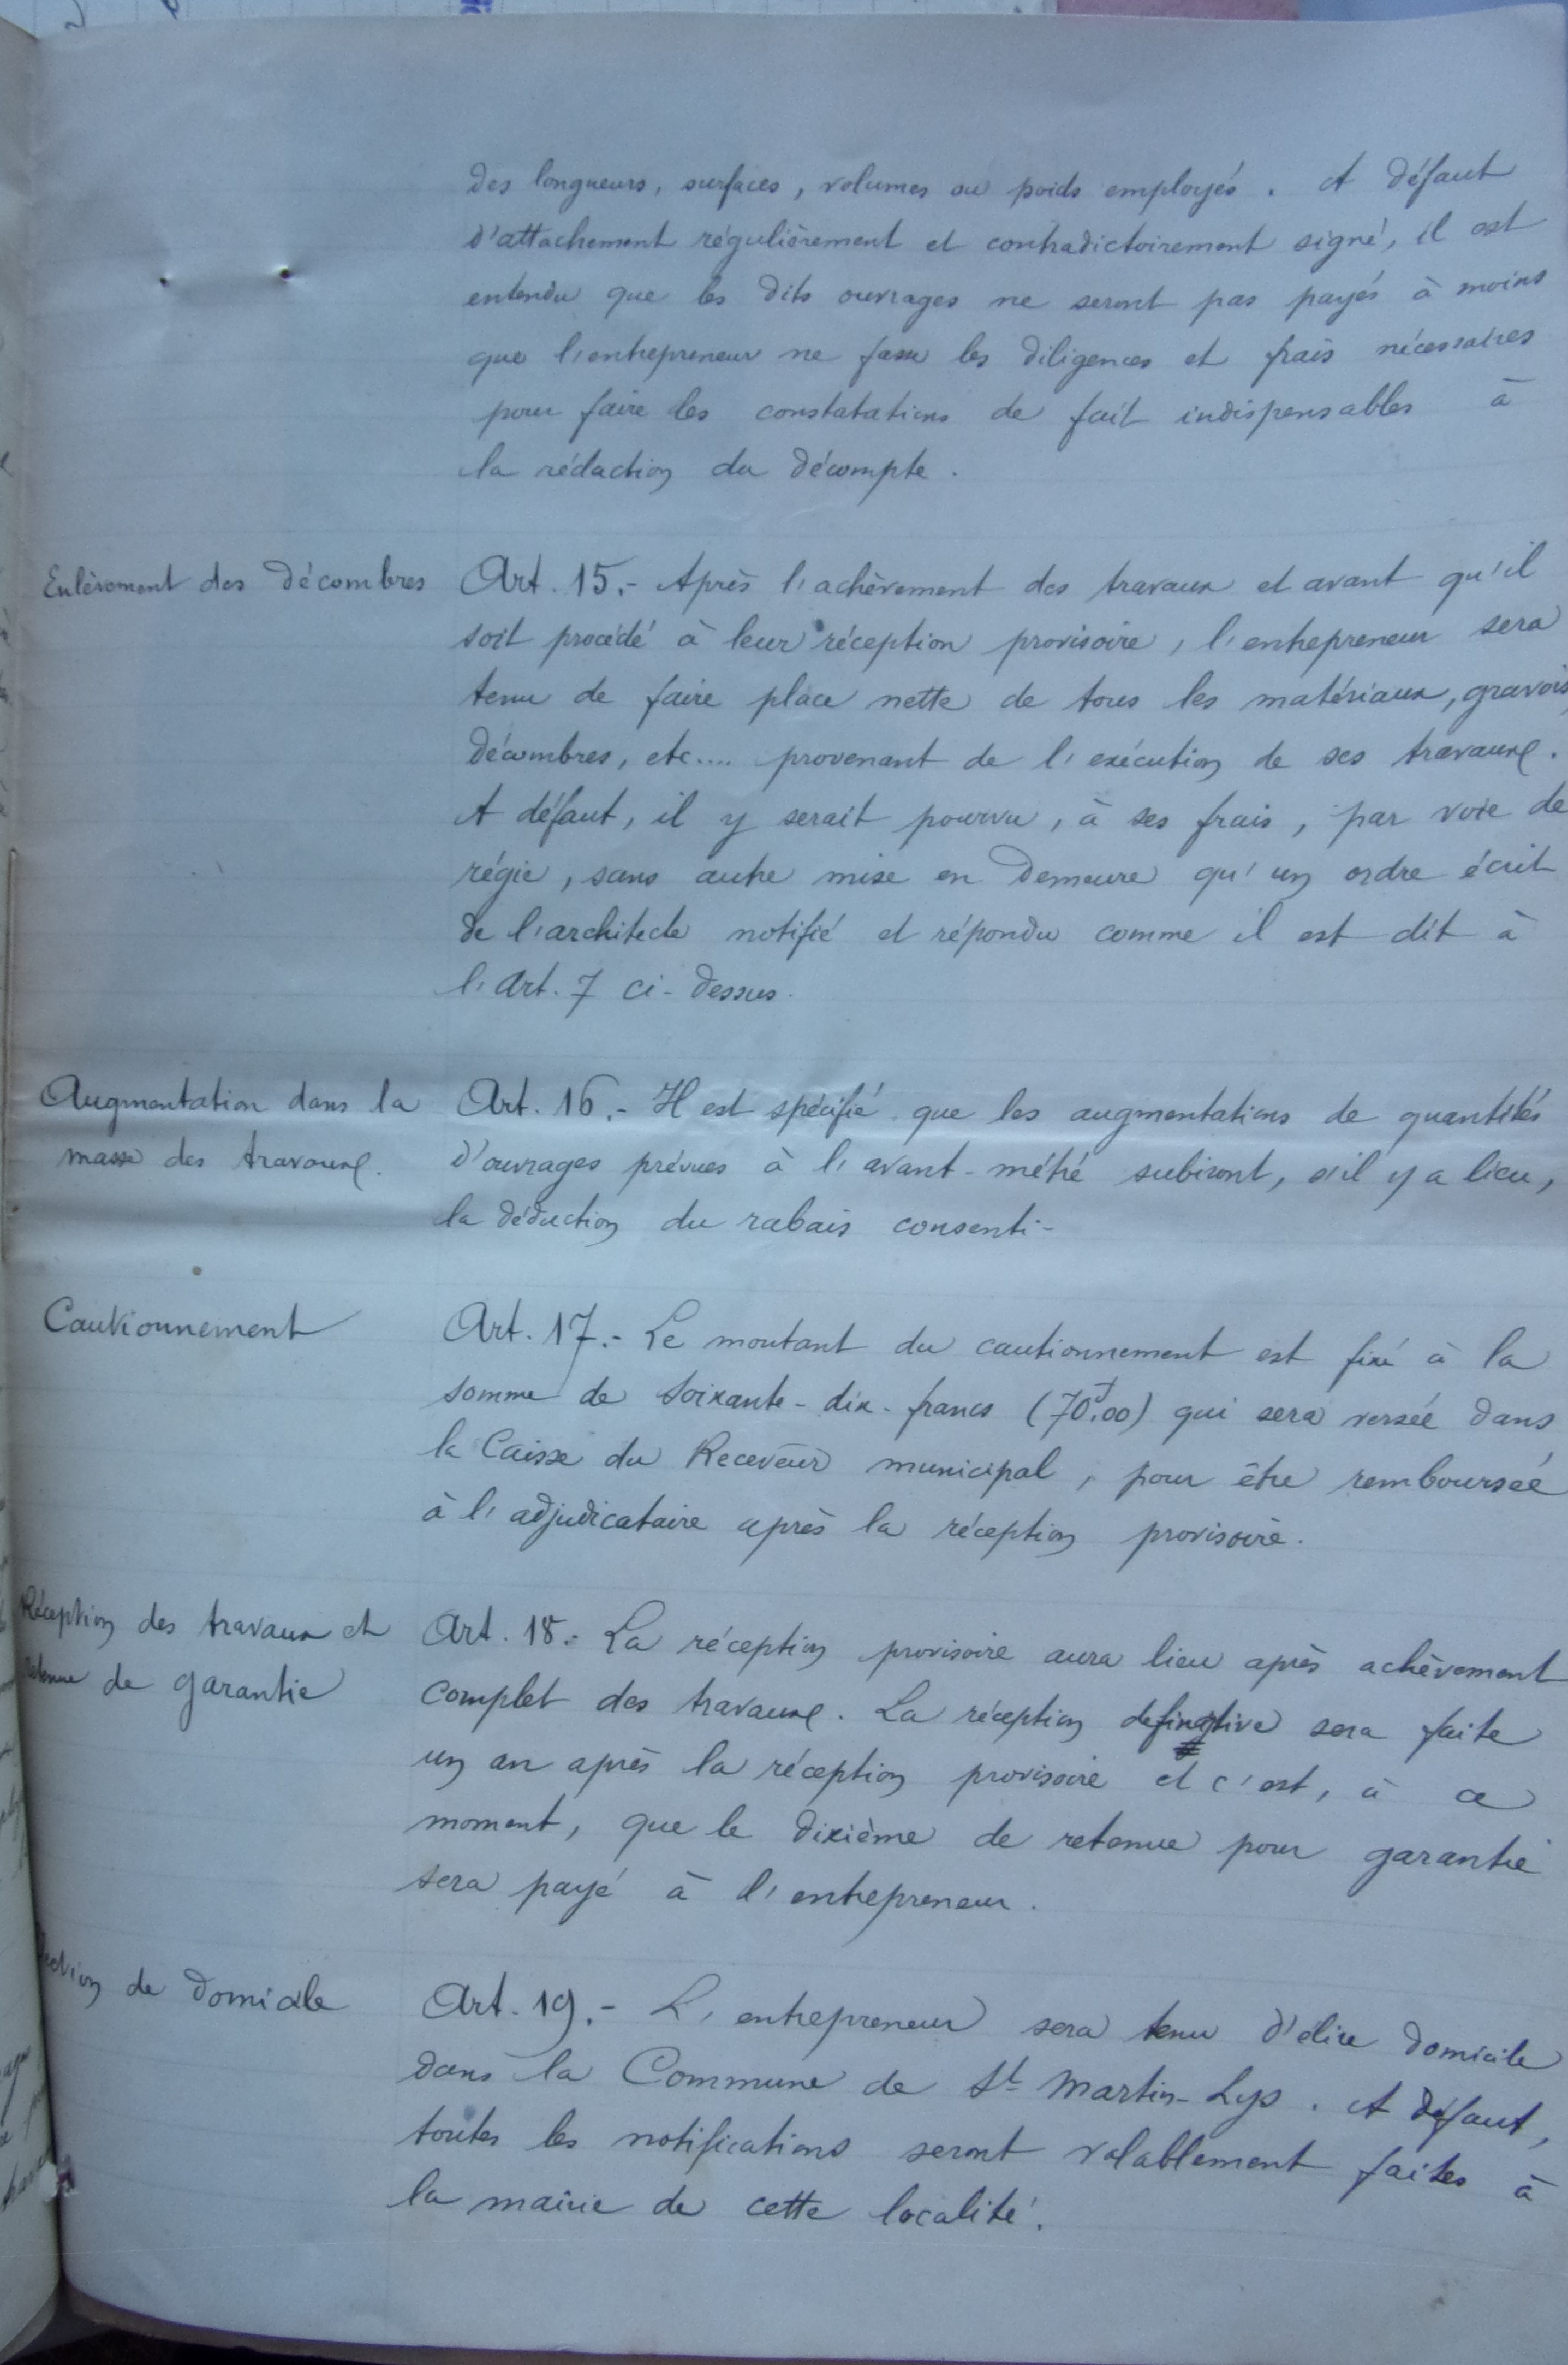 des longueurs, surfaces, volumes ou poids employés. A défaut
d'attachement régulièrement et contradictoirement signé, il est
entendu que les dits ouvrages ne seront pas payés à moins
que l'entrepreneur ne fasse les diligences et frais nécessaires
pour faire les constatations de fait indispensables à
la rédaction du décompte.
Enlèvement des décombres
Art. 15.- Après l'achèvement des travaux et avant qu'il
soit procédé à leur réception provisoire, l'entrepreneur sera
tenu de faire place nette de tous les matériaux, gravois
décombres, etc.... provenant de l'exécution de ses travaux.
A défaut, il y serait pourvu, à ses frais, par voie de
régie, sans autre mise en demeure qu'un ordre écrit
de l'architecte notifié et répondu comme il est dit à
l'Art. 7 ci-dessus.
Augmentation dans la
masse des travaux.
Art. 16.- Il est spécifié que les augmentations de quantités
d'ouvrages prévues à l'avant-métré subiront, s'il y a lieu,
la déduction du rabais consenti-
Cautionnement
Art. 17.- Le montant du cautionnement est fixé à la
somme de soixante-dix-francs (70f,00) qui sera versée dans
la Caisse du Receveur municipal, pour être remboursée
à l'adjudicataire après la réception provisoire.
Réception des travaux et
retenue de garantie
Art. 18.- La réception provisoire aura lieu après achèvement
complet des travaux. La réception definitive sera faite
un an après la réception provisoire et c'est, à ce
moment, que le dixième de retenue pour garantie
sera payé à l'entrepreneur.
de domicile
Art. 19.- L'entrepreneur sera tenu d'élire domicile
dans la Commune de St Martin-Lys. A défaut,
toutes les notifications seront valablement faites à
la mairie de cette localité.